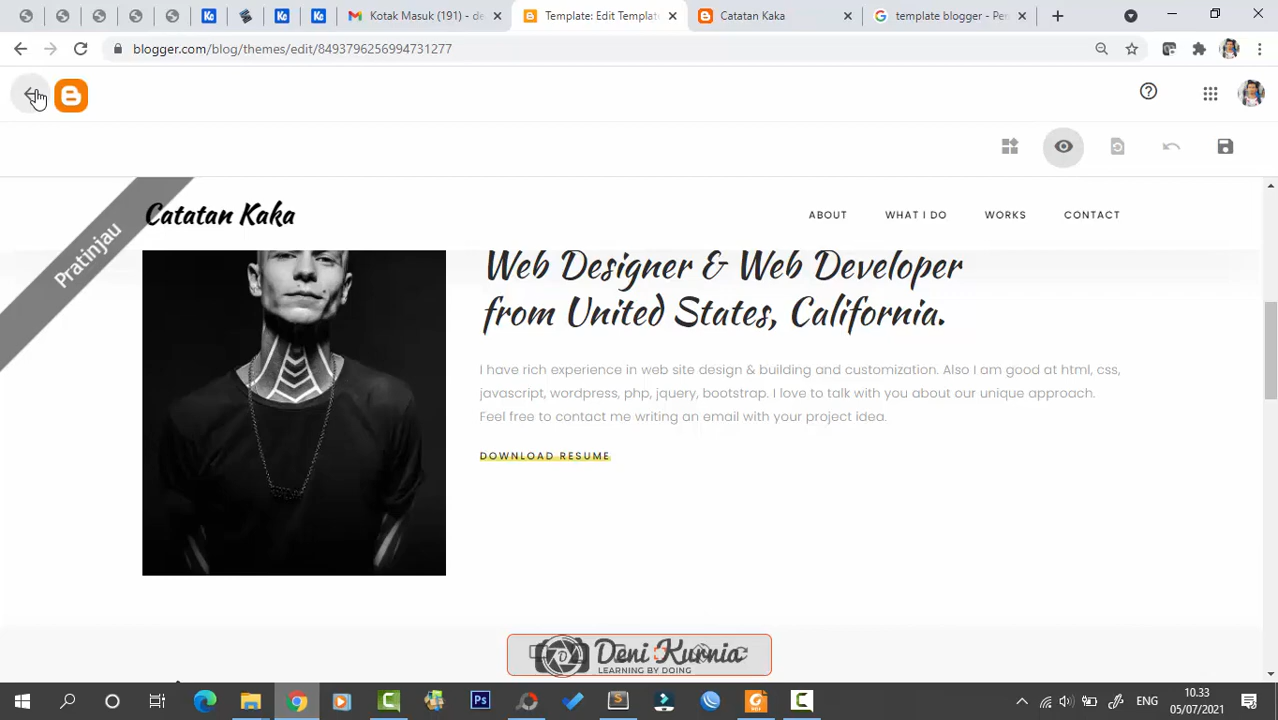 Kotak Masuk (191) - de
Template: Edit Templat
Catatan Kaka
template blogger - Pen
blogger.com/blog/themes/edit/8493796256994731277
Pratinjau
Catatan Kaka
ABOUT
WHAT I DO
WORKS
CONTACT
Web Designer & Web Developer
from United States, California.
I have rich experience in web site design & building and customization. Also I am good at html, css,
javascript, wordpress, php, jquery, bootstrap. I love to talk with you about our unique approach.
Feel free to contact me writing an email with your project idea.
DOWNLOAD RESUME
Deni Kurnia
LEARNING BY DOING
ENG
10.33
05/07/2021